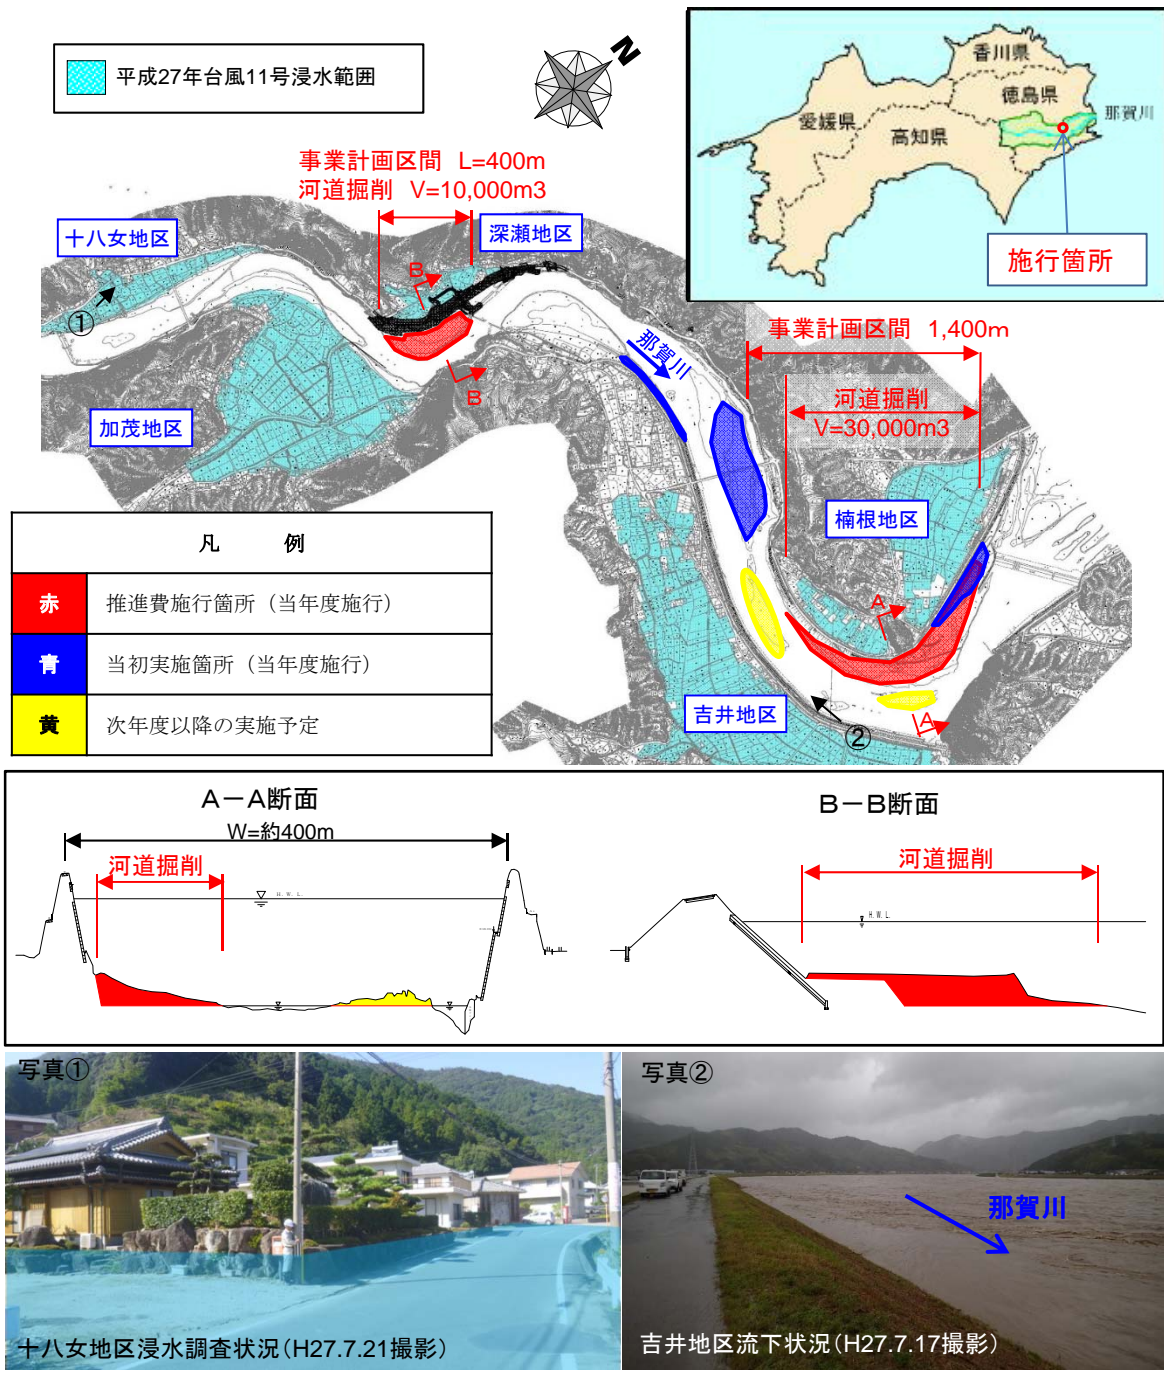 平成27年台風11号浸水範囲
N
香川県
徳島県
愛媛県
高知県
那賀川
施行箇所
事業計画区間 L=400m
河道掘削 V=10,000m3
十八女地区
深瀬地区
B
①
B
加茂地区
那賀川
事業計画区間 1,400m
河道掘削
V=30,000m3
楠根地区
A
吉井地区
②
A
凡 例
赤 推進費施行箇所（当年度施行）
青 当初実施箇所（当年度施行）
黄 次年度以降の実施予定
A－A断面
W=約400m
河道掘削
H.W.L.
B－B断面
河道掘削
H.W.L.
写真①
十八女地区浸水調査状況（H27.7.21撮影）
写真②
那賀川
吉井地区流下状況（H27.7.17撮影）